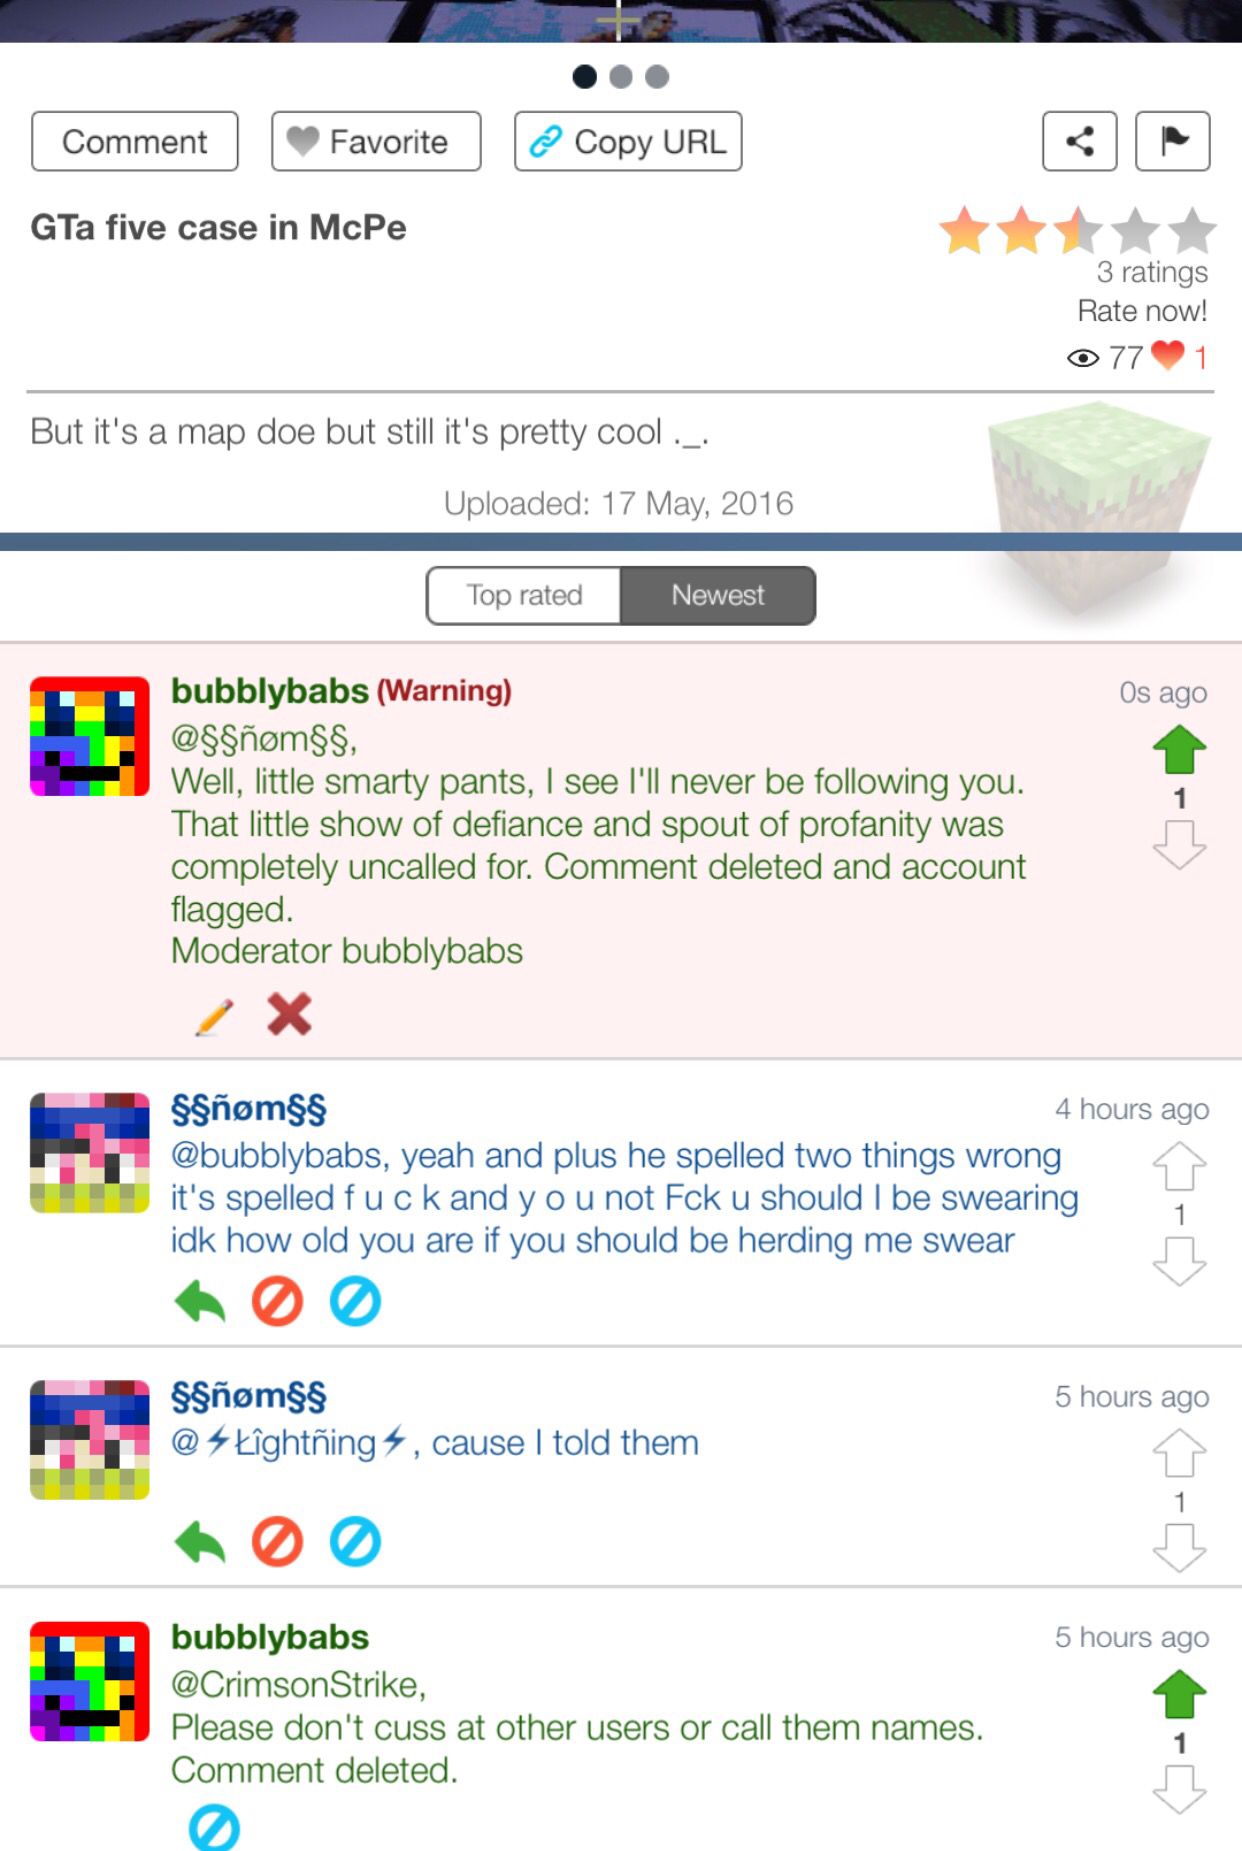 Comment
Favorite
Copy URL
GTa five case in McPe
3 ratings
Rate now!
77
1
But it's a map doe but still it's pretty cool ._.
Uploaded: 17 May, 2016
Top rated
Newest
bubblybabs (Warning)
0s ago
@§§ñøm§§,
Well, little smarty pants, I see I'll never be following you.
That little show of defiance and spout of profanity was
completely uncalled for. Comment deleted and account
flagged.
Moderator bubblybabs
1
§§ñøm§§
4 hours ago
@bubblybabs, yeah and plus he spelled two things wrong
it's spelled f u c k and y o u not Fck u should I be swearing
idk how old you are if you should be herding me swear
1
§§ñøm§§
5 hours ago
@⚡Łîghtñing⚡, cause I told them
1
bubblybabs
5 hours ago
@CrimsonStrike,
Please don't cuss at other users or call them names.
Comment deleted.
1